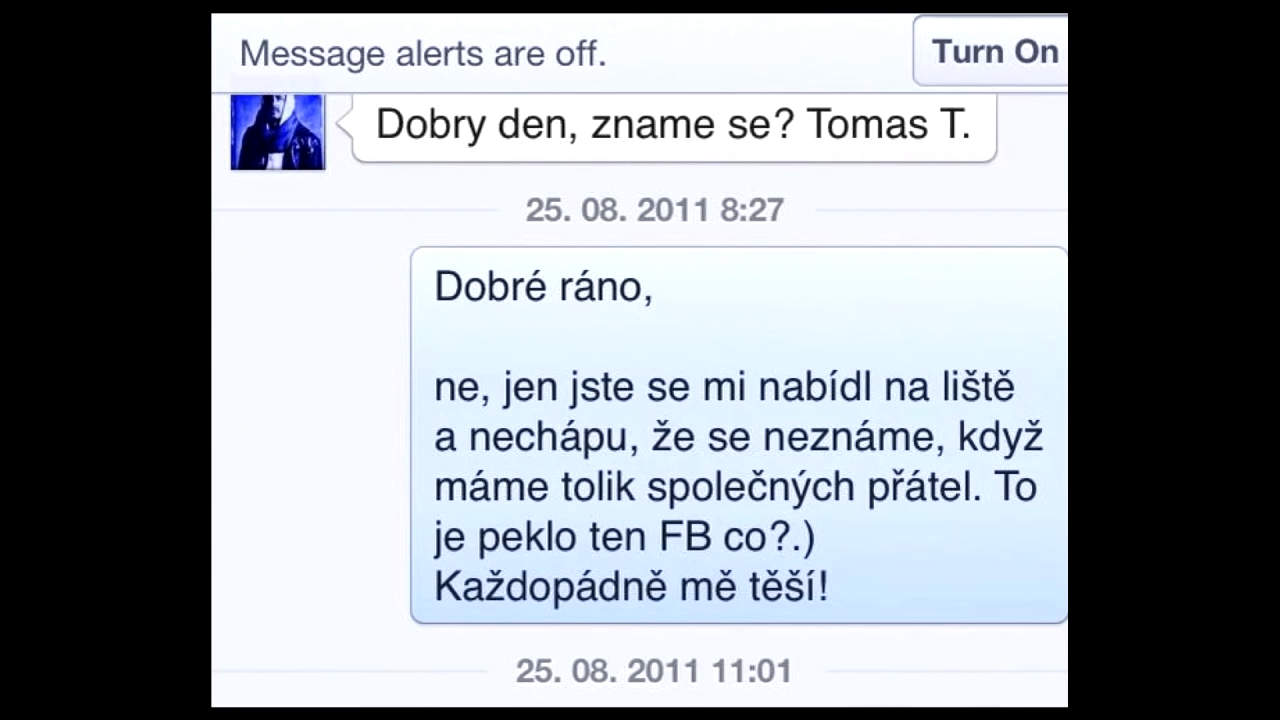 Message alerts are off.
Turn On
Dobry den, zname se? Tomas T.
25. 08. 2011 8:27
Dobré ráno,
ne, jen jste se mi nabídl na liště
a nechápu, že se neznáme, když
máme tolik společných přátel. To
je peklo ten FB co?.)
Každopádně mě těší!
25. 08. 2011 11:01